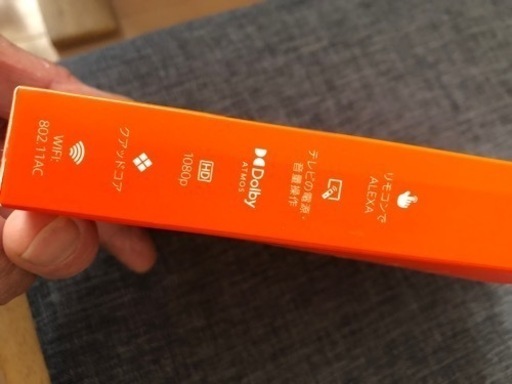 WIFI:
802.11AC
クアッドコア
HD
1080p
Dolby
ATMOS
テレビの電源・
音量操作
リモコンで
ALEXA